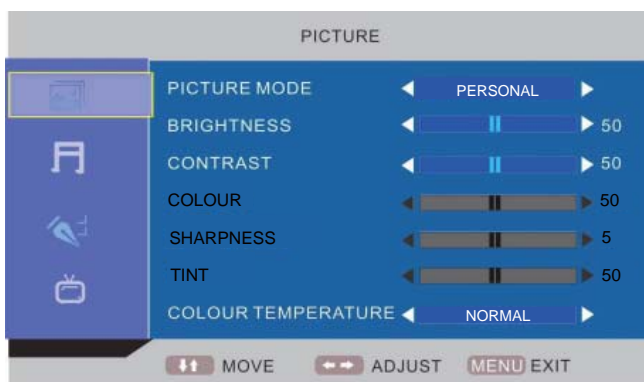 PICTURE
PICTURE MODE PERSONAL
BRIGHTNESS 50
CONTRAST 50
COLOUR 50
SHARPNESS 5
TINT 50
COLOUR TEMPERATURE NORMAL
MOVE ADJUST MENU EXIT